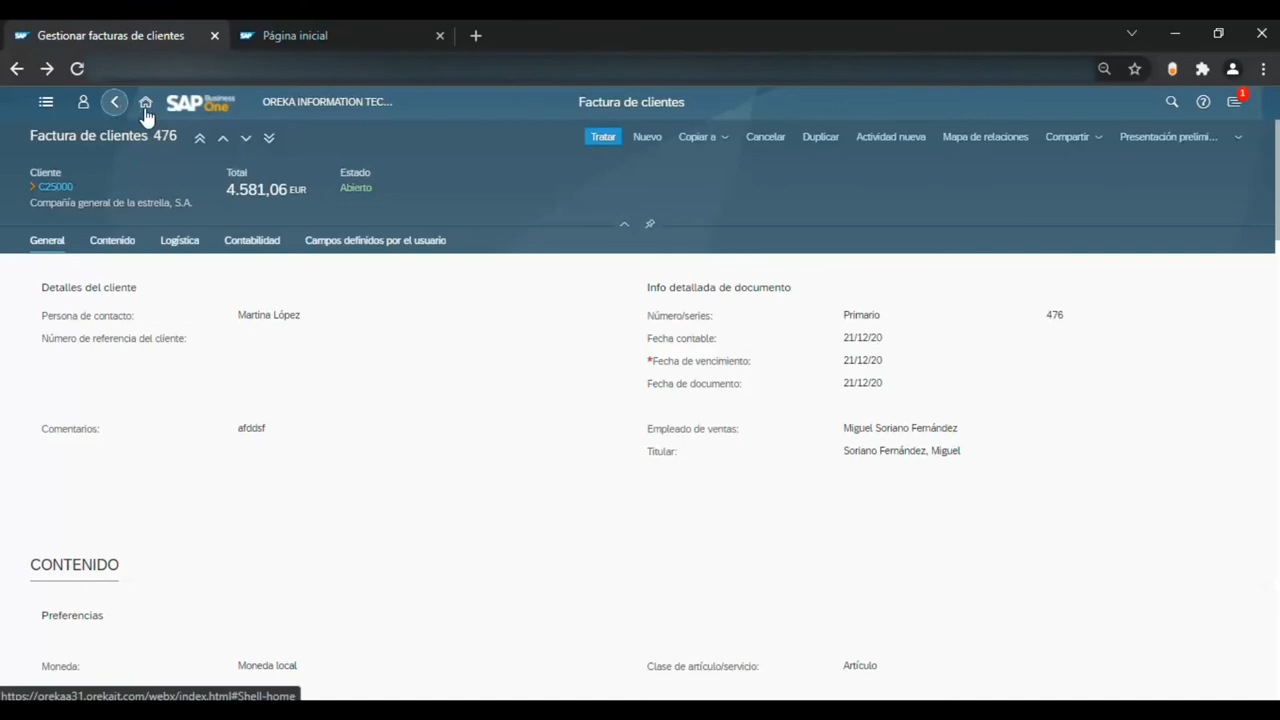 Gestionar facturas de clientes
Página inicial
SAP Business One
OREKA INFORMATION TEC...
Factura de clientes
1
Factura de clientes 476
Tratar
Nuevo
Copiar a
Cancelar
Duplicar
Actividad nueva
Mapa de relaciones
Compartir
Presentación prelimi...
Cliente
Total
Estado
C25000
4.581,06 EUR
Abierto
Compañía general de la estrella, S.A.
General
Contenido
Logística
Contabilidad
Campos definidos por el usuario
Detalles del cliente
Info detallada de documento
Persona de contacto: Martina López
Número/series: Primario 476
Número de referencia del cliente:
Fecha contable: 21/12/20
*Fecha de vencimiento: 21/12/20
Fecha de documento: 21/12/20
Comentarios: afddsf
Empleado de ventas: Miguel Soriano Fernández
Titular: Soriano Fernández, Miguel
CONTENIDO
Preferencias
Moneda: Moneda local
Clase de artículo/servicio: Artículo
https://orekaa31.orekait.com/webx/index.html#Shell-home